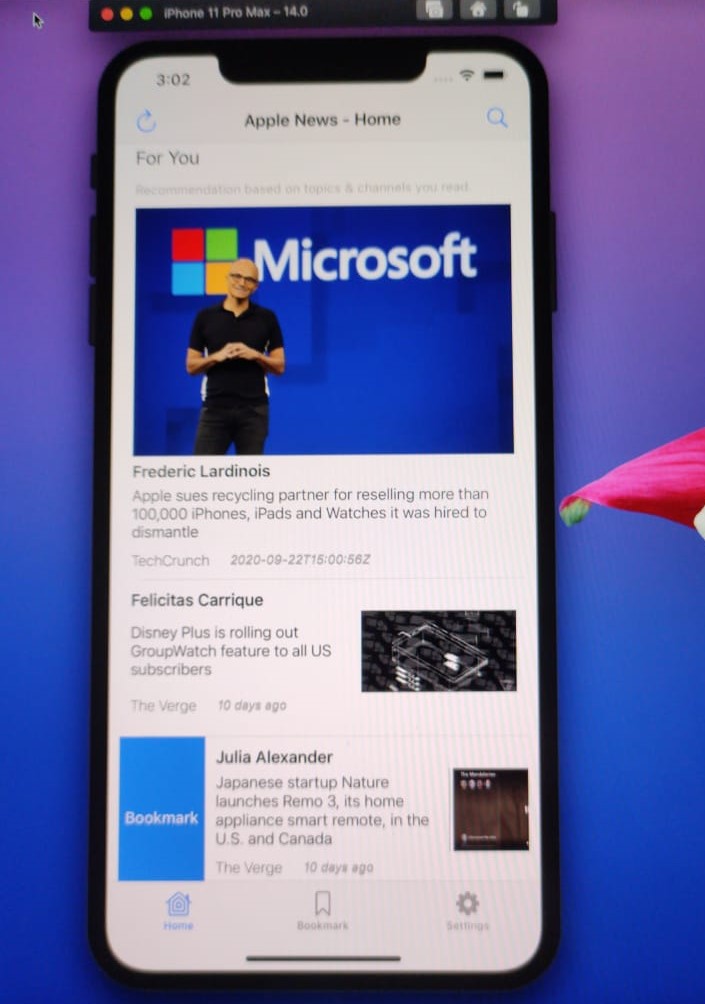 iPhone 11 Pro Max – 14.0
3:02
Apple News - Home
For You
Recommendation based on topics & channels you read.
Microsoft
Frederic Lardinois
Apple sues recycling partner for reselling more than
100,000 iPhones, iPads and Watches it was hired to
dismantle
TechCrunch 2020-09-22T15:00:56Z
Felicitas Carrique
Disney Plus is rolling out
GroupWatch feature to all US
subscribers
The Verge 10 days ago
Bookmark
Julia Alexander
Japanese startup Nature
launches Remo 3, its home
appliance smart remote, in the
U.S. and Canada
The Verge 10 days ago
The Mandalorian
Home Bookmark Settings